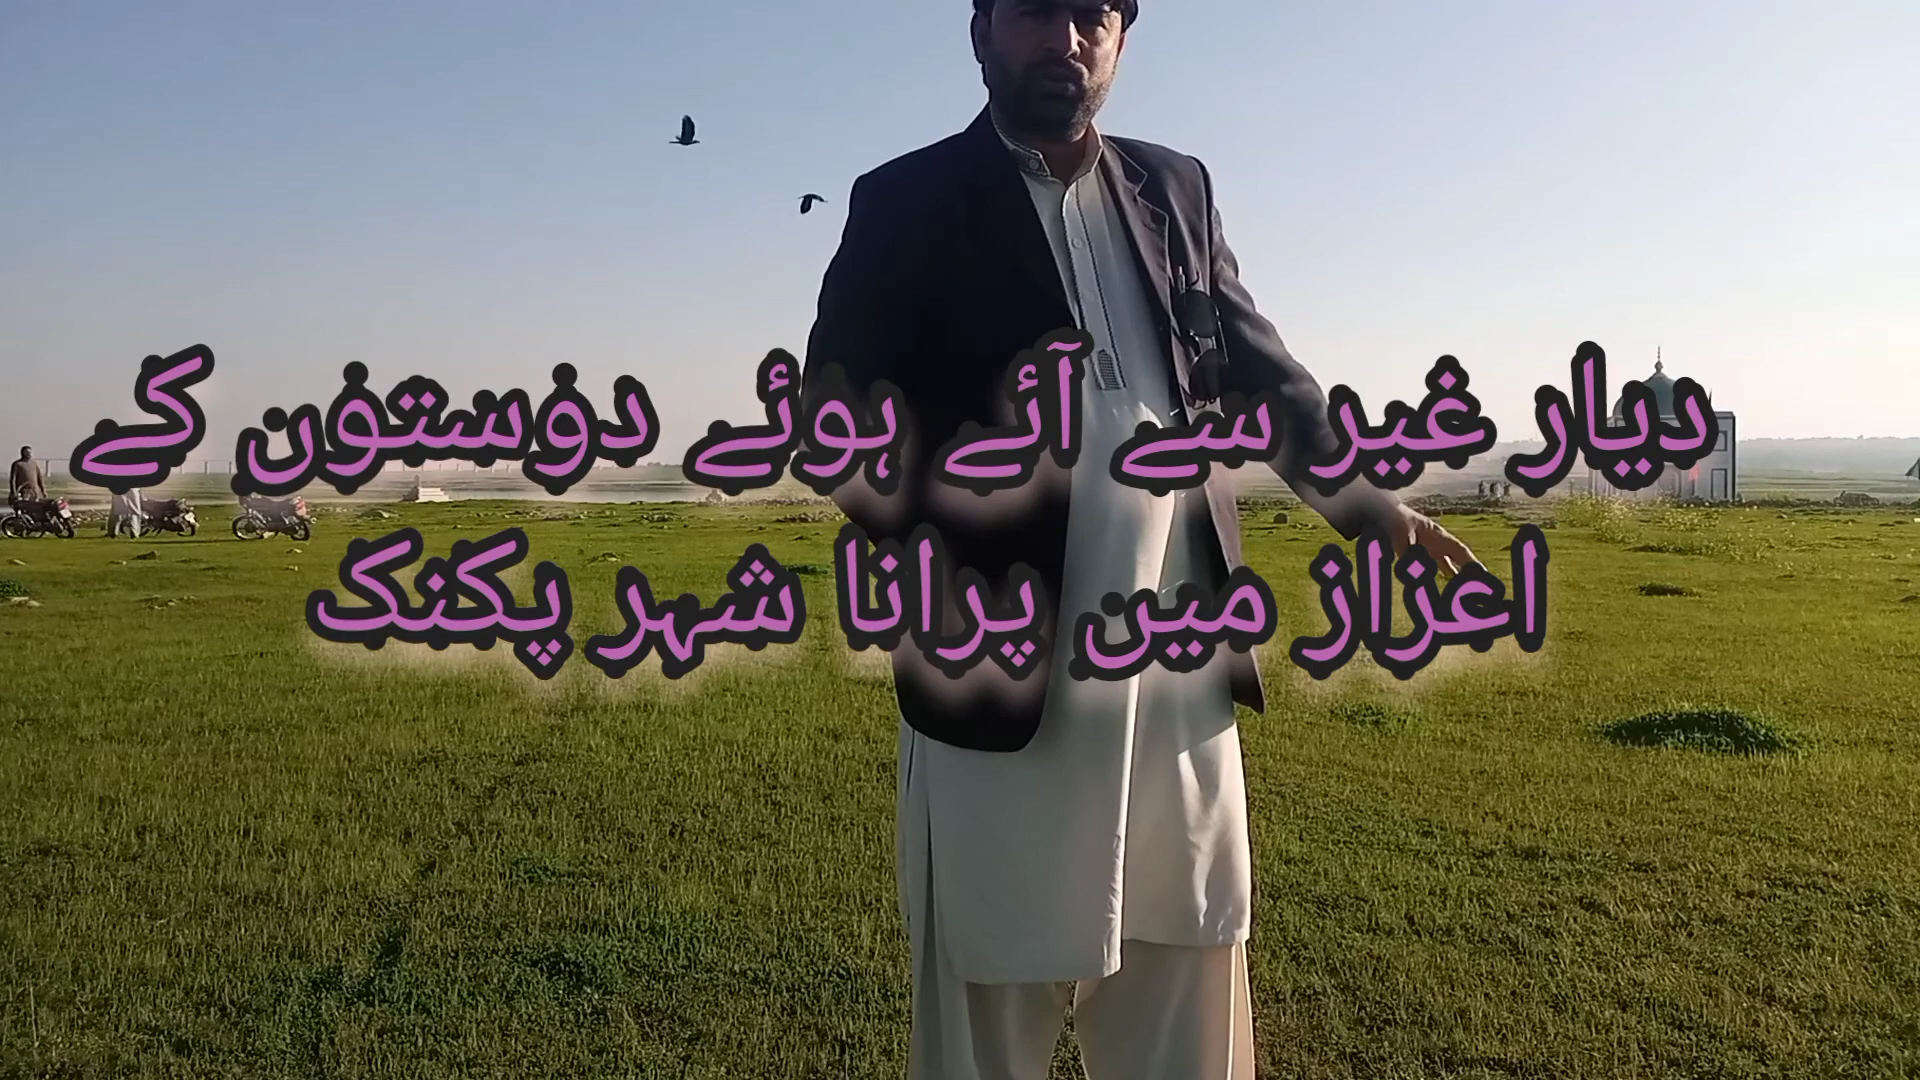 دیار غیر سے آئے ہوئے دوستون کے
اعزاز مین پرانا شہر پکنک